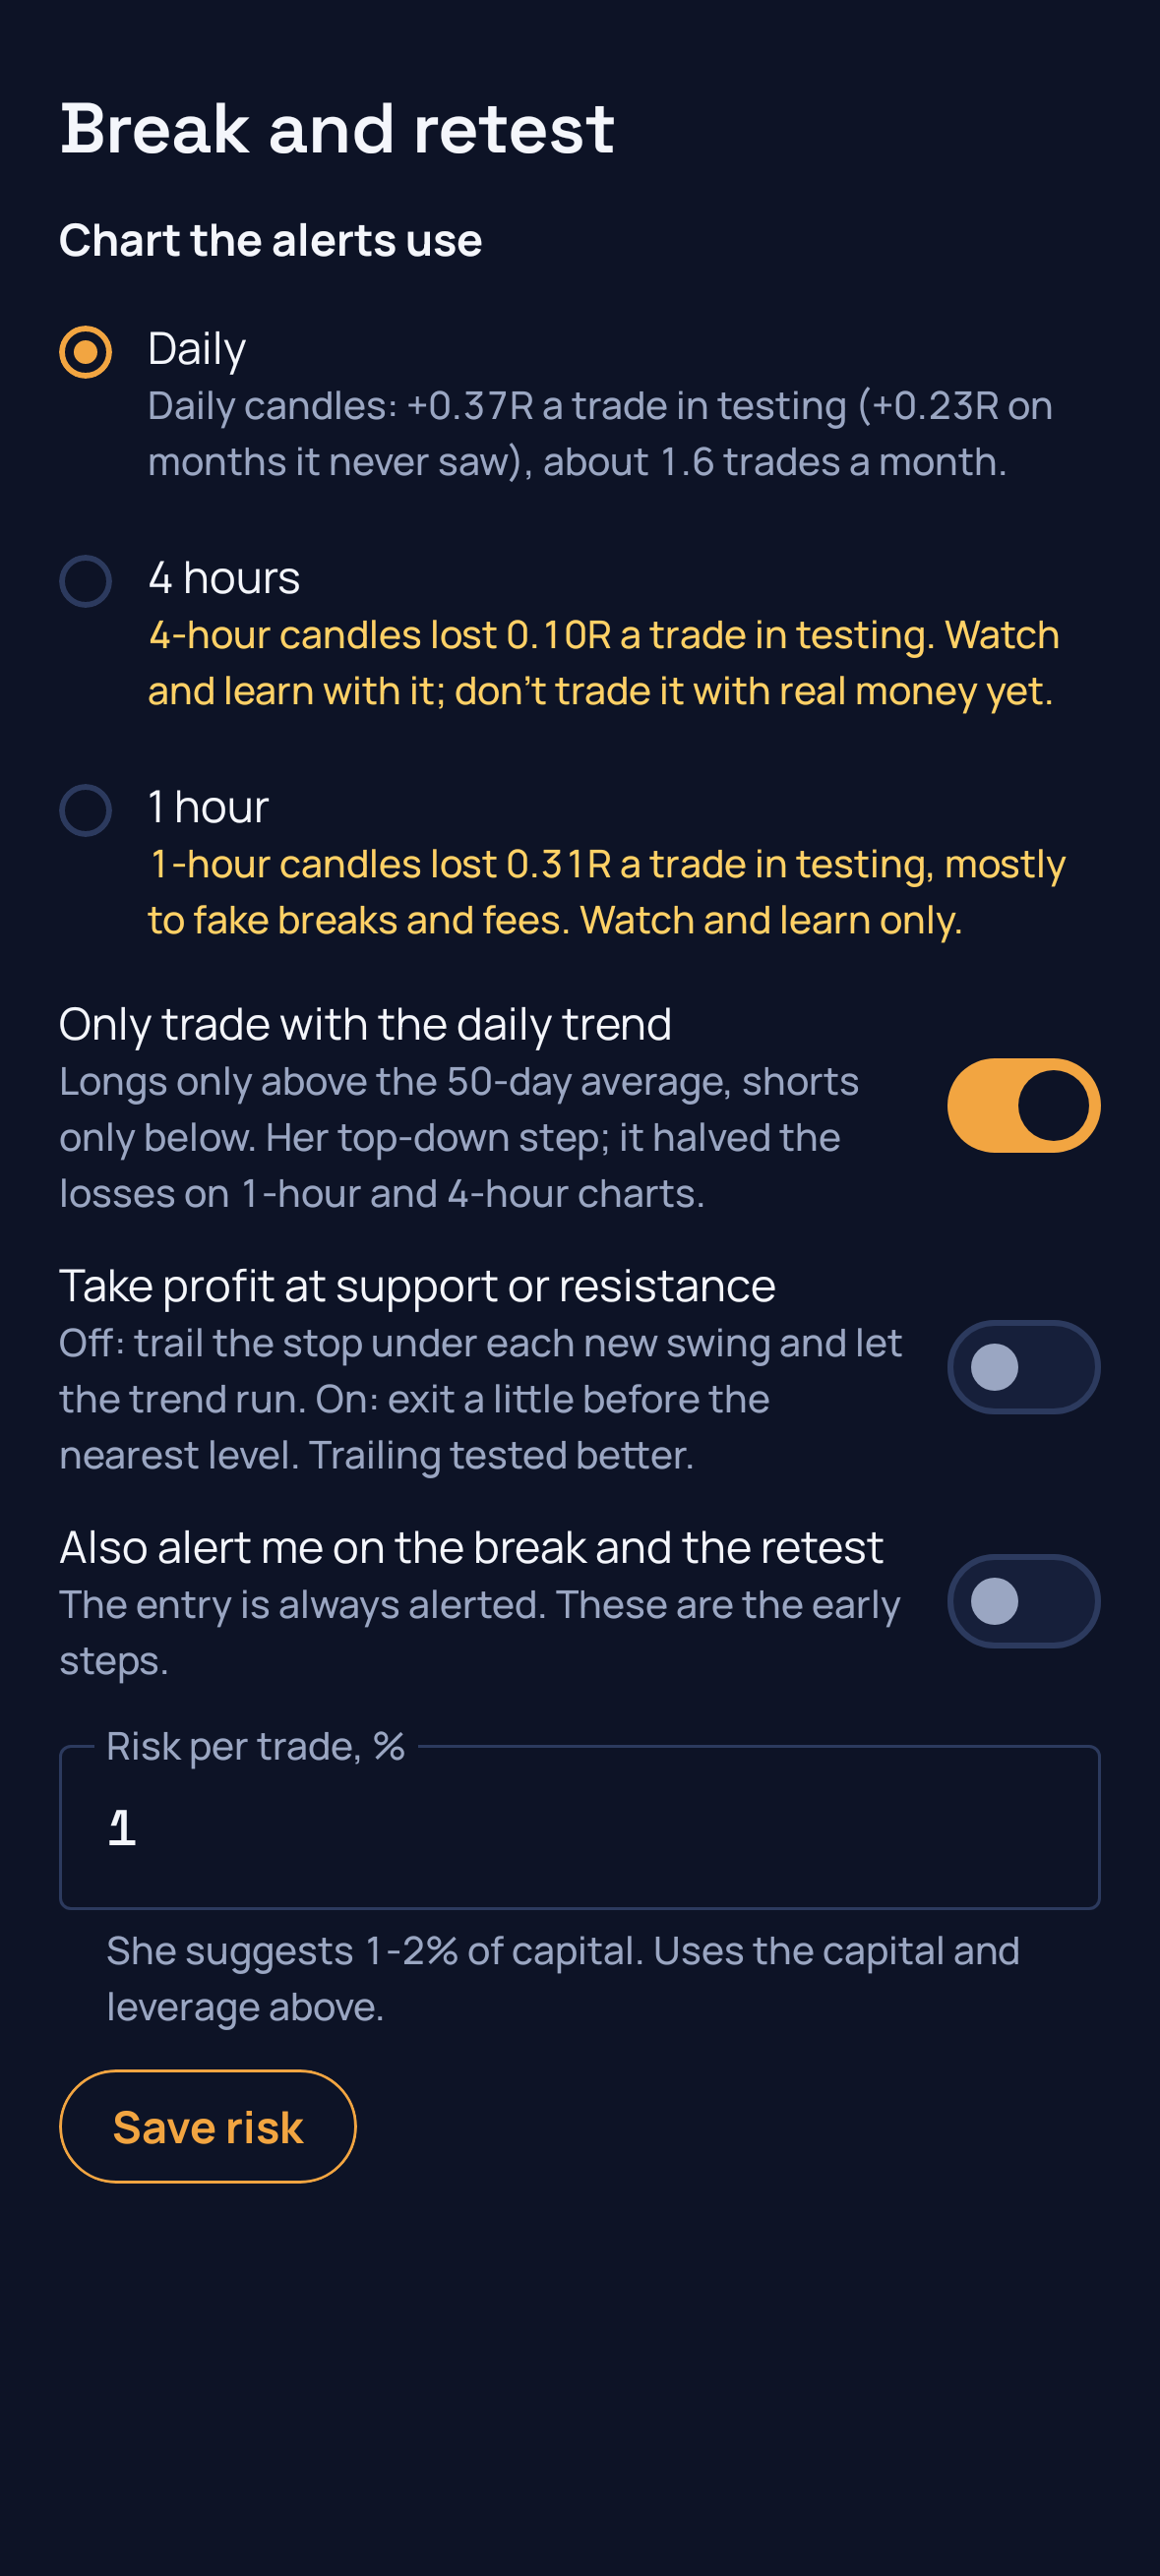 Break and retest
Chart the alerts use
Daily
Daily candles: +0.37R a trade in testing (+0.23R on
months it never saw), about 1.6 trades a month.
4 hours
4-hour candles lost 0.10R a trade in testing. Watch
and learn with it; don’t trade it with real money yet.
1 hour
1-hour candles lost 0.31R a trade in testing, mostly
to fake breaks and fees. Watch and learn only.
Only trade with the daily trend
Longs only above the 50-day average, shorts
only below. Her top-down step; it halved the
losses on 1-hour and 4-hour charts.
Take profit at support or resistance
Off: trail the stop under each new swing and let
the trend run. On: exit a little before the
nearest level. Trailing tested better.
Also alert me on the break and the retest
The entry is always alerted. These are the early
steps.
Risk per trade, %
1
She suggests 1-2% of capital. Uses the capital and
leverage above.
Save risk